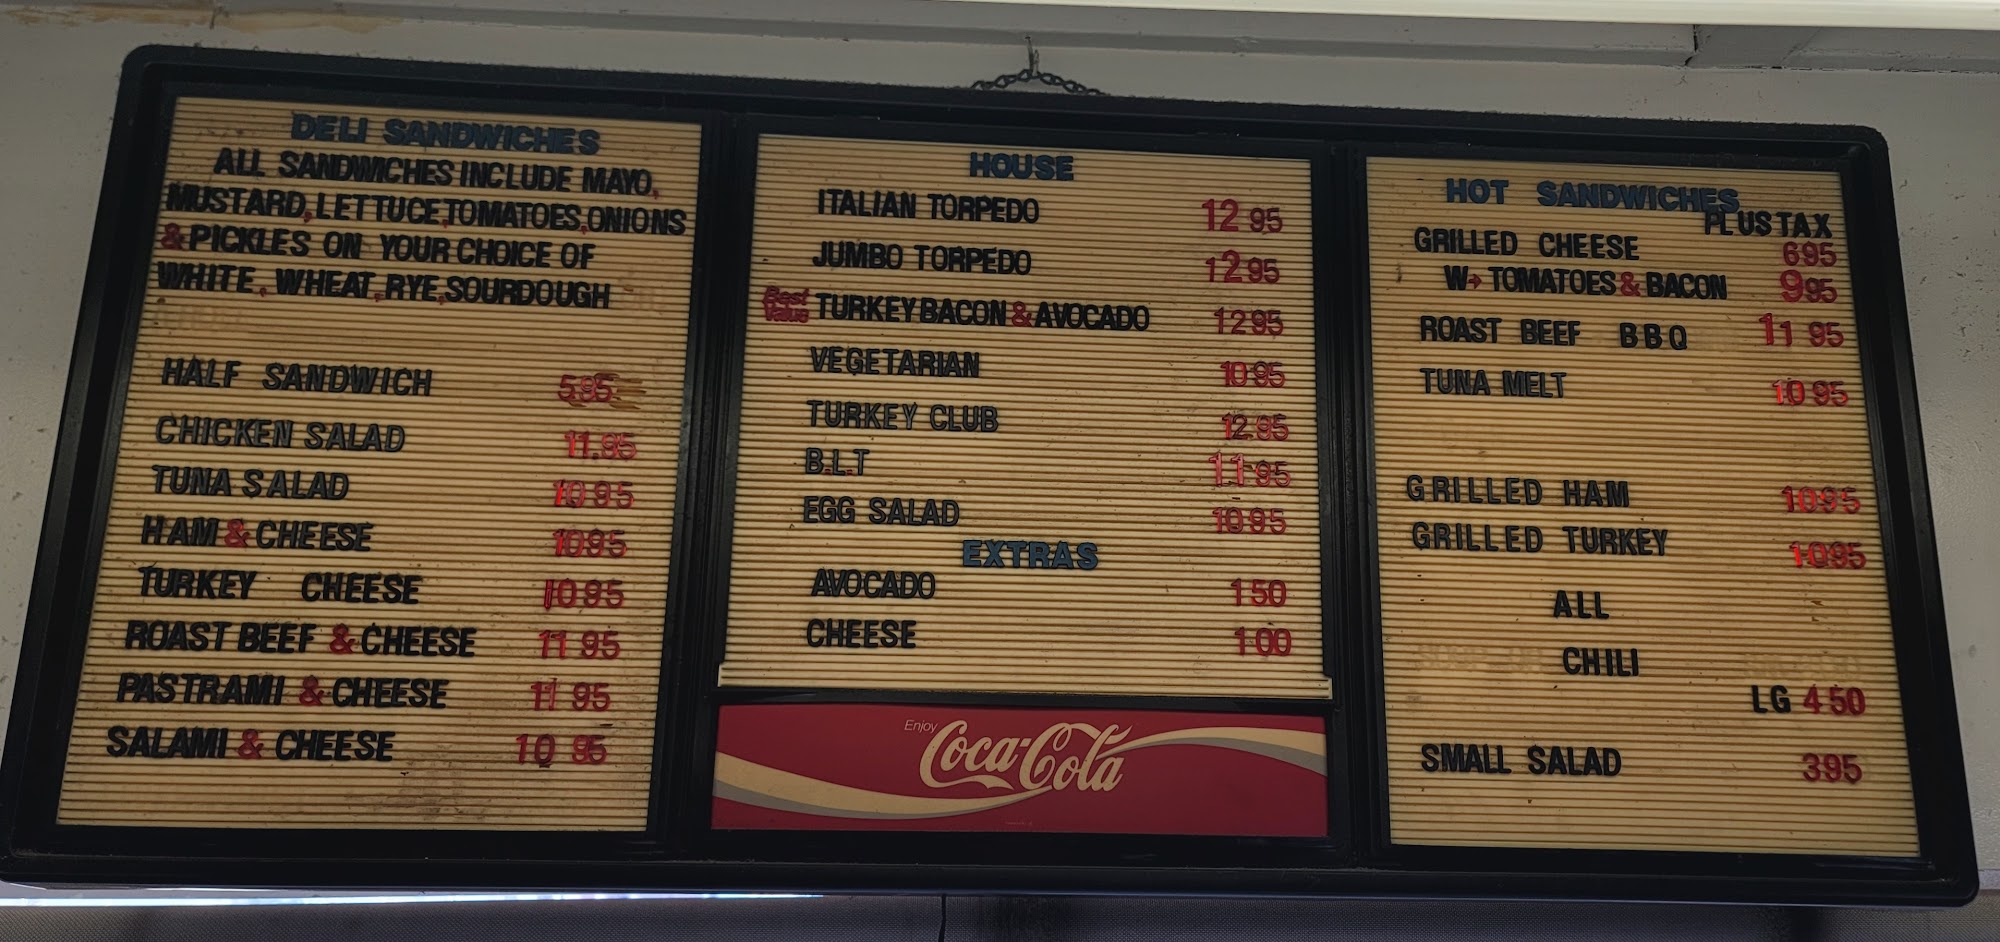 DELI SANDWICHES
ALL SANDWICHES INCLUDE MAYO,
MUSTARD, LETTUCE, TOMATOES, ONIONS
& PICKLES ON YOUR CHOICE OF
WHITE, WHEAT, RYE, SOURDOUGH
HALF SANDWICH 5.95
CHICKEN SALAD 11.95
TUNA SALAD 10 95
HAM & CHEESE 10 95
TURKEY CHEESE 10 95
ROAST BEEF & CHEESE 11 95
PASTRAMI & CHEESE 11 95
SALAMI & CHEESE 10 95
HOUSE
ITALIAN TORPEDO 12 95
JUMBO TORPEDO 12 95
Best Value TURKEY BACON & AVOCADO 12 95
VEGETARIAN 10 95
TURKEY CLUB 12.95
B.L.T 11 95
EGG SALAD 10 95
EXTRAS
AVOCADO 1 50
CHEESE 1 00
Enjoy
Coca-Cola
HOT SANDWICHES
PLUS TAX
GRILLED CHEESE 6 95
W→ TOMATOES & BACON 9 95
ROAST BEEF BBQ 11 95
TUNA MELT 10 95
GRILLED HAM 10 95
GRILLED TURKEY 10 95
ALL
CHILI
LG 4 50
SMALL SALAD 3 95